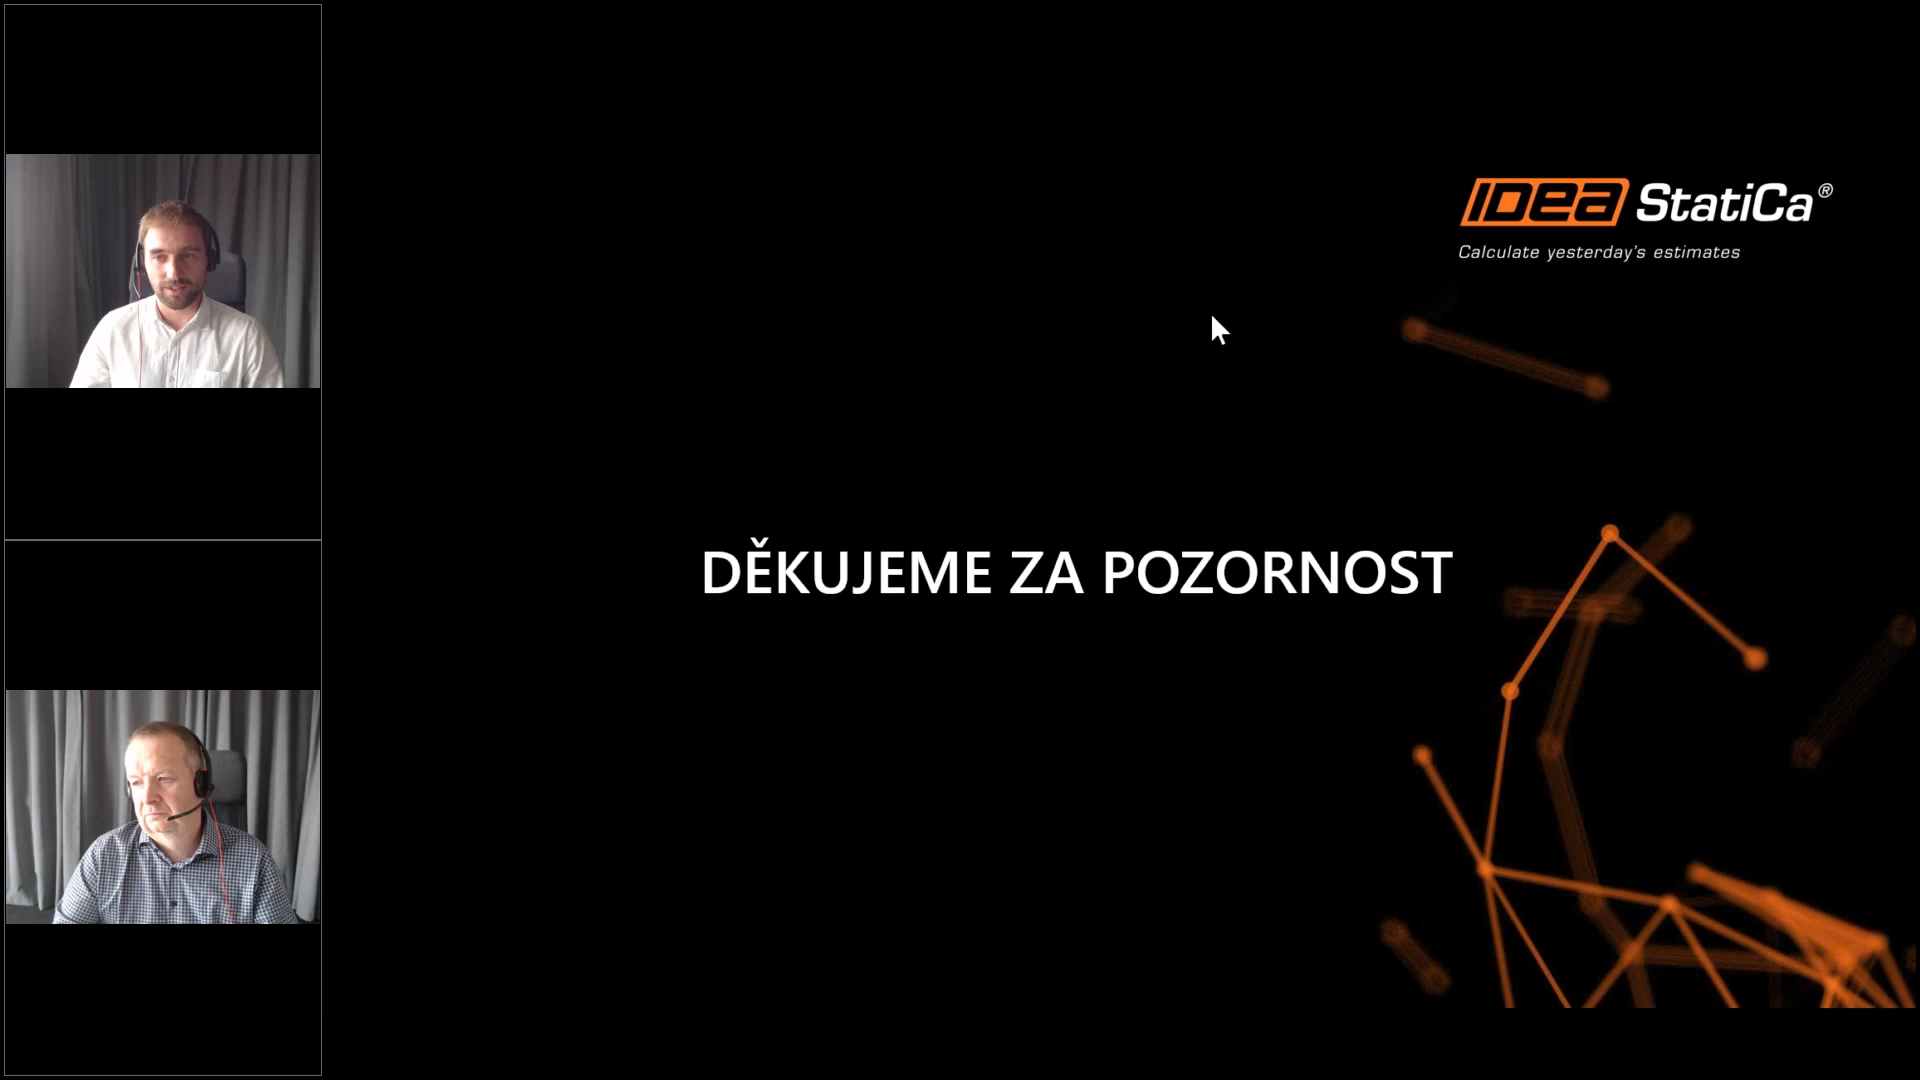 IDEA StatiCa®
Calculate yesterday's estimates
DĚKUJEME ZA POZORNOST